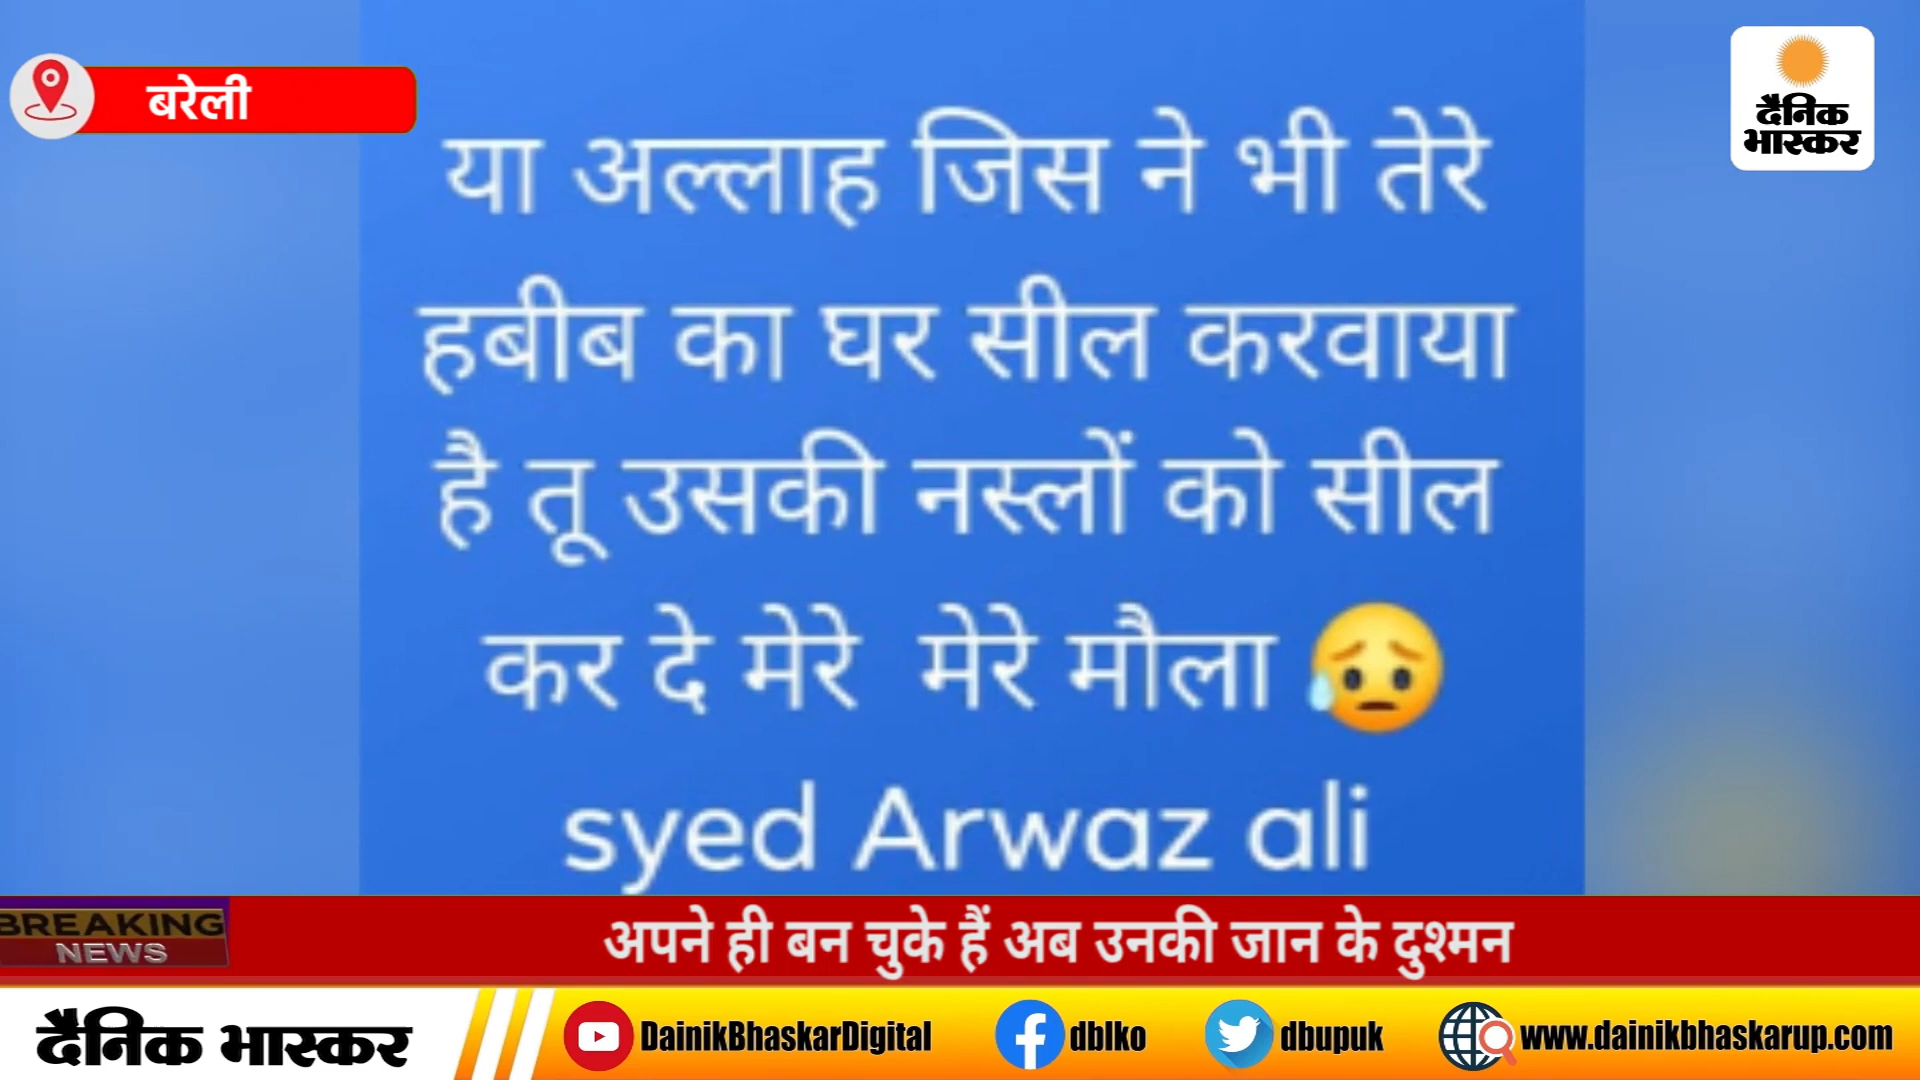 बरेली
दैनिक
भास्कर
या अल्लाह जिस ने भी तेरे
हबीब का घर सील करवाया
है तू उसकी नस्लों को सील
कर दे मेरे मेरे मौला 😥
syed Arwaz ali
BREAKING
NEWS
अपने ही बन चुके हैं अब उनकी जान के दुश्मन
दैनिक भास्कर
DainikBhaskarDigital
dblko
dbupuk
www.dainikbhaskarup.com